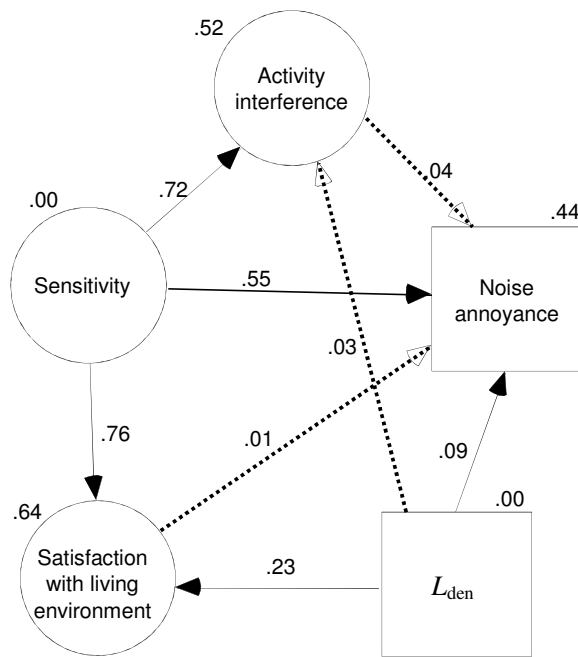 .52
Activity
interference
.72
.04
.00
.44
Sensitivity
.55
Noise
annoyance
.03
.76
.01
.09
.64
.00
Satisfaction
with living
environment
.23
Lden